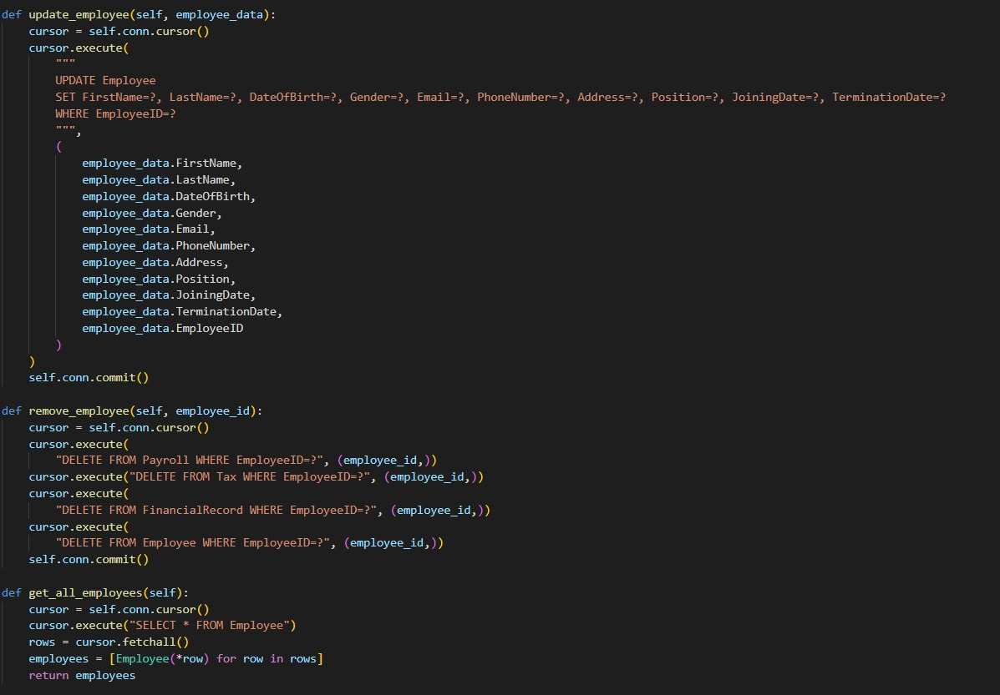 def update_employee(self, employee_data):
    cursor = self.conn.cursor()
    cursor.execute(
        """
        UPDATE Employee
        SET FirstName=?, LastName=?, DateOfBirth=?, Gender=?, Email=?, PhoneNumber=?, Address=?, Position=?, JoiningDate=?, TerminationDate=?
        WHERE EmployeeID=?
        """,
        (
            employee_data.FirstName,
            employee_data.LastName,
            employee_data.DateOfBirth,
            employee_data.Gender,
            employee_data.Email,
            employee_data.PhoneNumber,
            employee_data.Address,
            employee_data.Position,
            employee_data.JoiningDate,
            employee_data.TerminationDate,
            employee_data.EmployeeID
        )
    )
    self.conn.commit()

def remove_employee(self, employee_id):
    cursor = self.conn.cursor()
    cursor.execute(
        "DELETE FROM Payroll WHERE EmployeeID=?", (employee_id,))
    cursor.execute("DELETE FROM Tax WHERE EmployeeID=?", (employee_id,))
    cursor.execute(
        "DELETE FROM FinancialRecord WHERE EmployeeID=?", (employee_id,))
    cursor.execute(
        "DELETE FROM Employee WHERE EmployeeID=?", (employee_id,))
    self.conn.commit()

def get_all_employees(self):
    cursor = self.conn.cursor()
    cursor.execute("SELECT * FROM Employee")
    rows = cursor.fetchall()
    employees = [Employee(*row) for row in rows]
    return employees